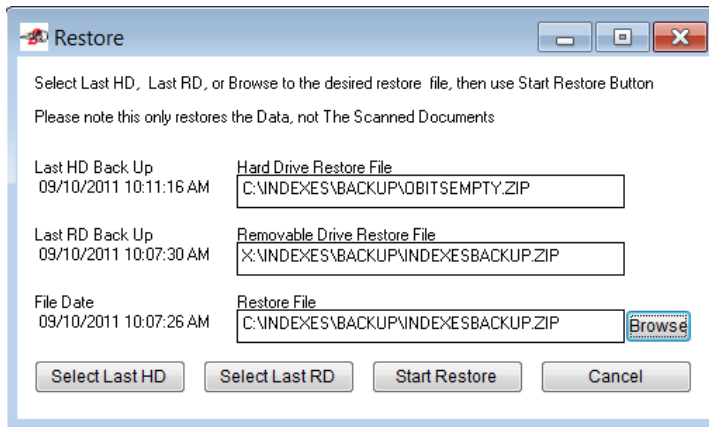 Restore
Select Last HD, Last RD, or Browse to the desired restore file, then use Start Restore Button
Please note this only restores the Data, not The Scanned Documents
Last HD Back Up Hard Drive Restore File
09/10/2011 10:11:16 AM C:\INDEXES\BACKUP\OBITSEMPTY.ZIP
Last RD Back Up Removable Drive Restore File
09/10/2011 10:07:30 AM X:\INDEXES\BACKUP\INDEXESBACKUP.ZIP
File Date Restore File
09/10/2011 10:07:26 AM C:\INDEXES\BACKUP\INDEXESBACKUP.ZIP Browse
Select Last HD Select Last RD Start Restore Cancel